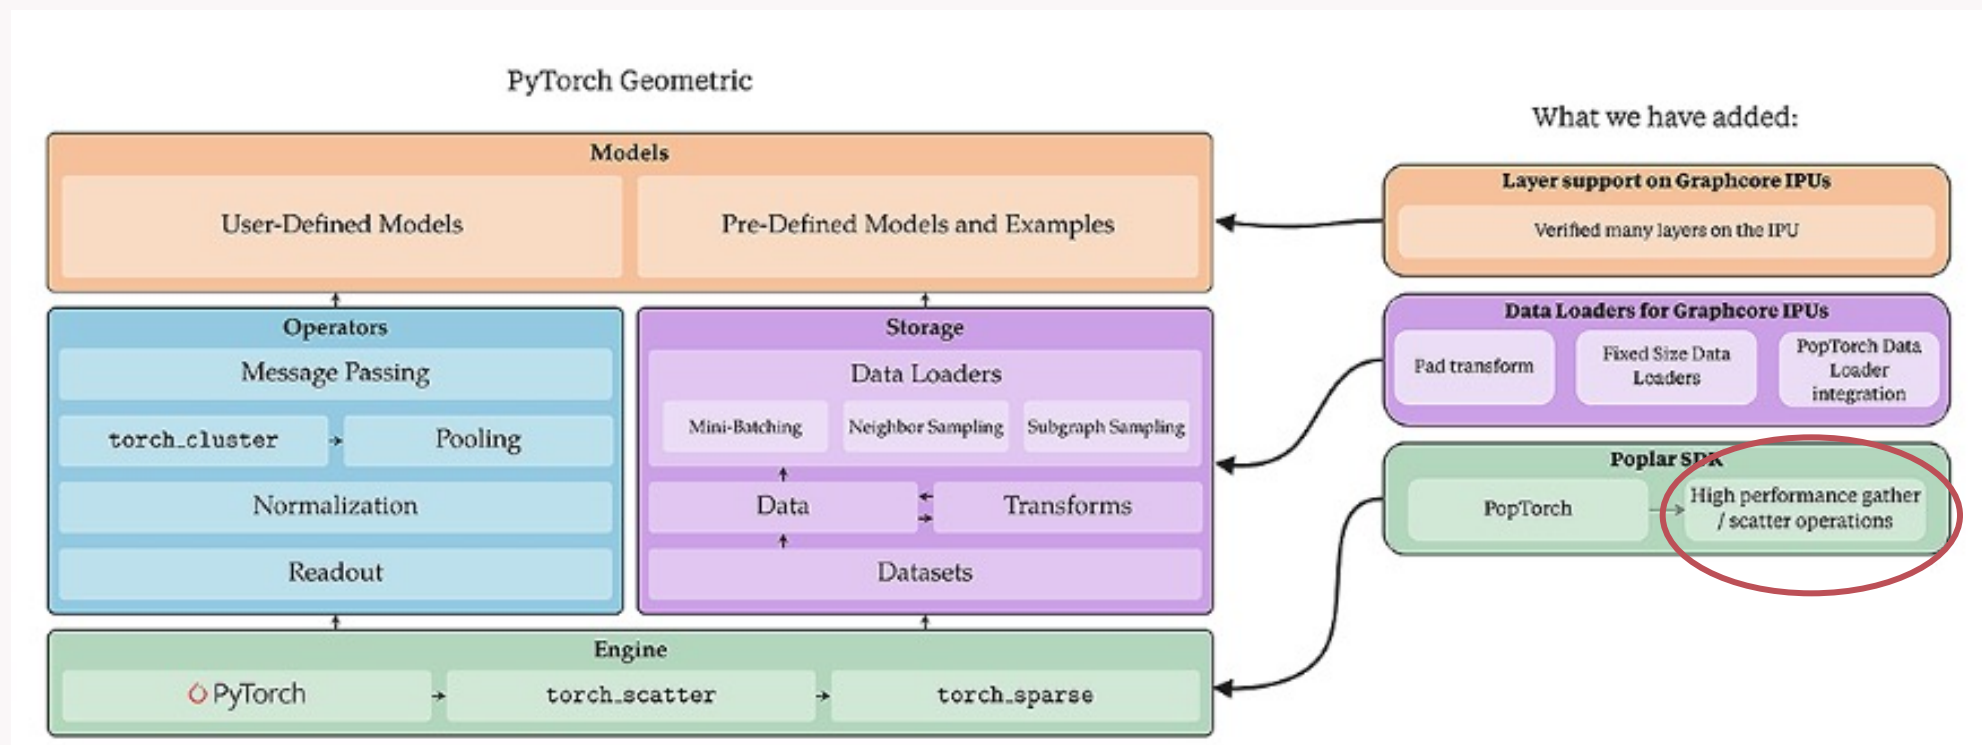 PyTorch Geometric
Models
User-Defined Models
Pre-Defined Models and Examples
Operators
Message Passing
torch_cluster
Pooling
Normalization
Readout
Storage
Data Loaders
Mini-Batching
Neighbor Sampling
Subgraph Sampling
Data
Transforms
Datasets
Engine
PyTorch
torch_scatter
torch_sparse
What we have added:
Layer support on Graphcore IPUs
Verified many layers on the IPU
Data Loaders for Graphcore IPUs
Pad transform
Fixed Size Data
Loaders
PopTorch Data
Loader
integration
Poplar SDK
PopTorch
High performance gather
/ scatter operations